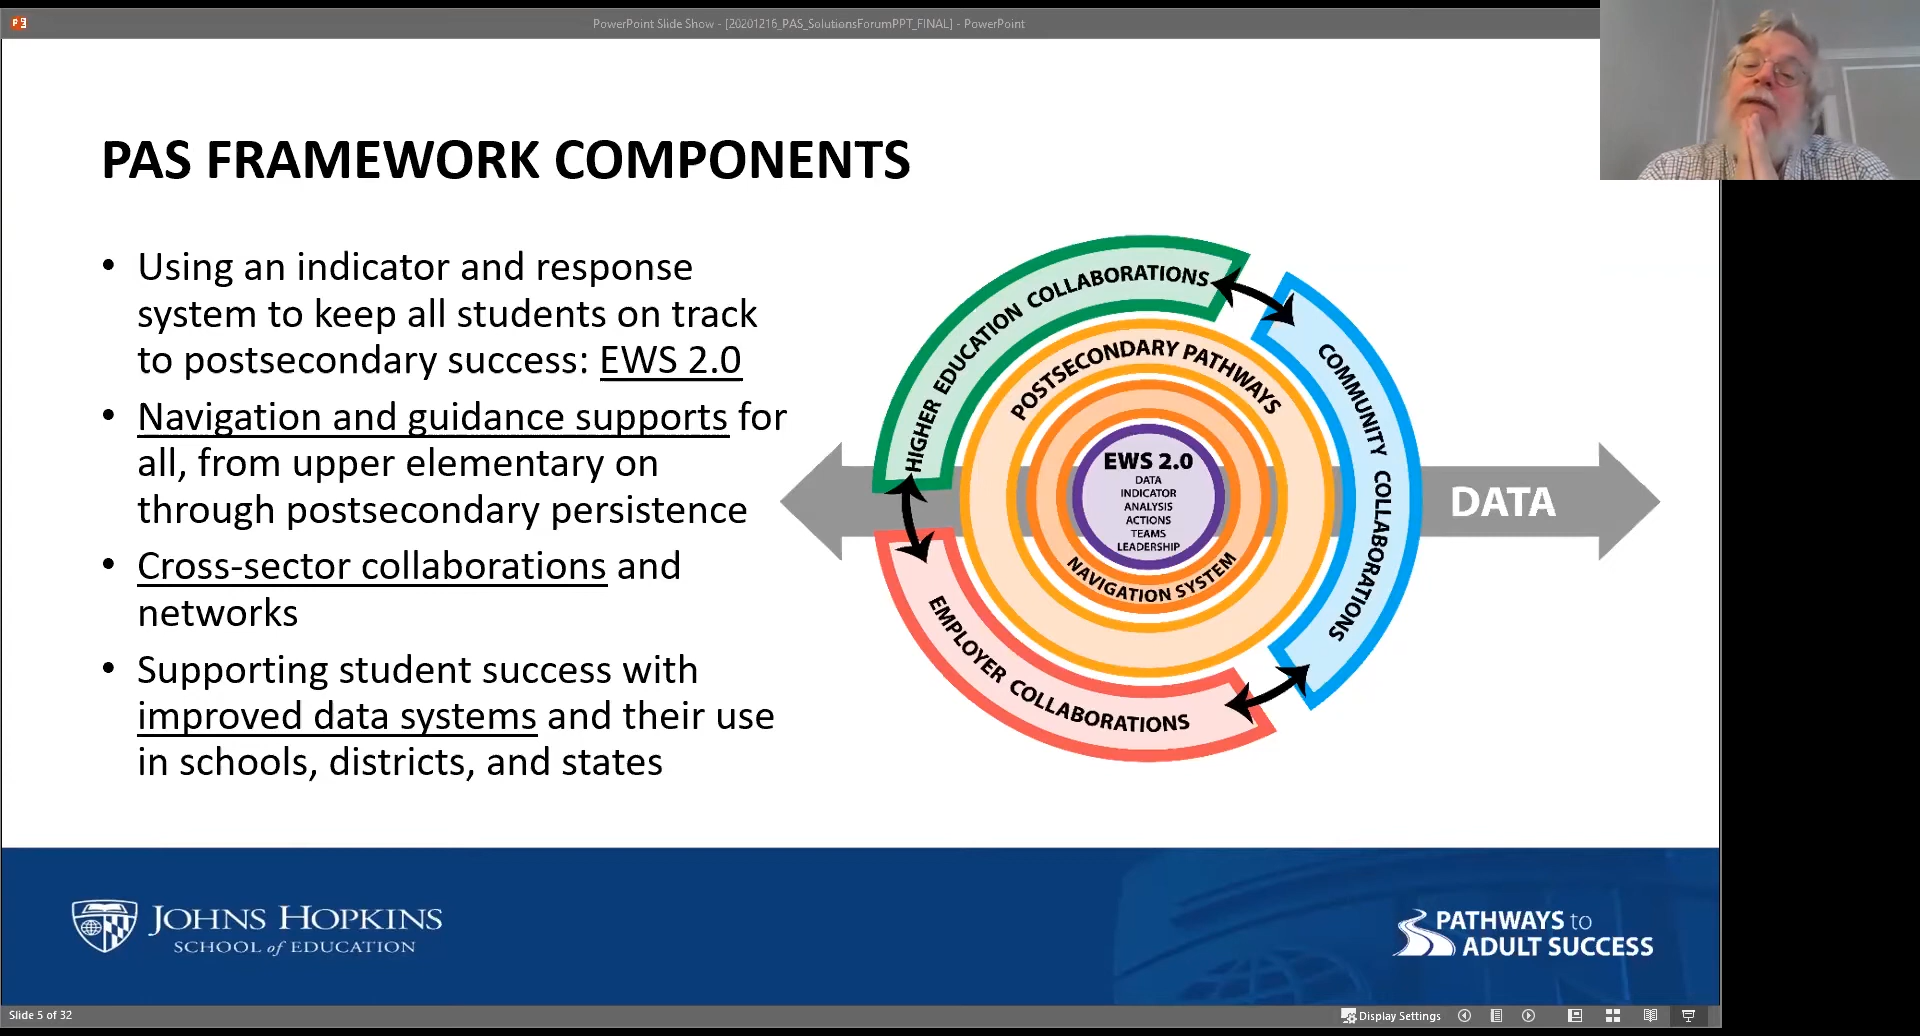 PowerPoint Slide Show - [20201216_PAS_SolutionsForumPPT_FINAL] - PowerPoint
PAS FRAMEWORK COMPONENTS
• Using an indicator and response
system to keep all students on track
to postsecondary success: EWS 2.0
• Navigation and guidance supports for
all, from upper elementary on
through postsecondary persistence
• Cross-sector collaborations and
networks
• Supporting student success with
improved data systems and their use
in schools, districts, and states
HIGHER EDUCATION COLLABORATIONS
COMMUNITY COLLABORATIONS
EMPLOYER COLLABORATIONS
POSTSECONDARY PATHWAYS
NAVIGATION SYSTEM
EWS 2.0
DATA
INDICATOR
ANALYSIS
ACTIONS
TEAMS
LEADERSHIP
DATA
JOHNS HOPKINS
SCHOOL of EDUCATION
PATHWAYS to
ADULT SUCCESS
Slide 5 of 32
Display Settings